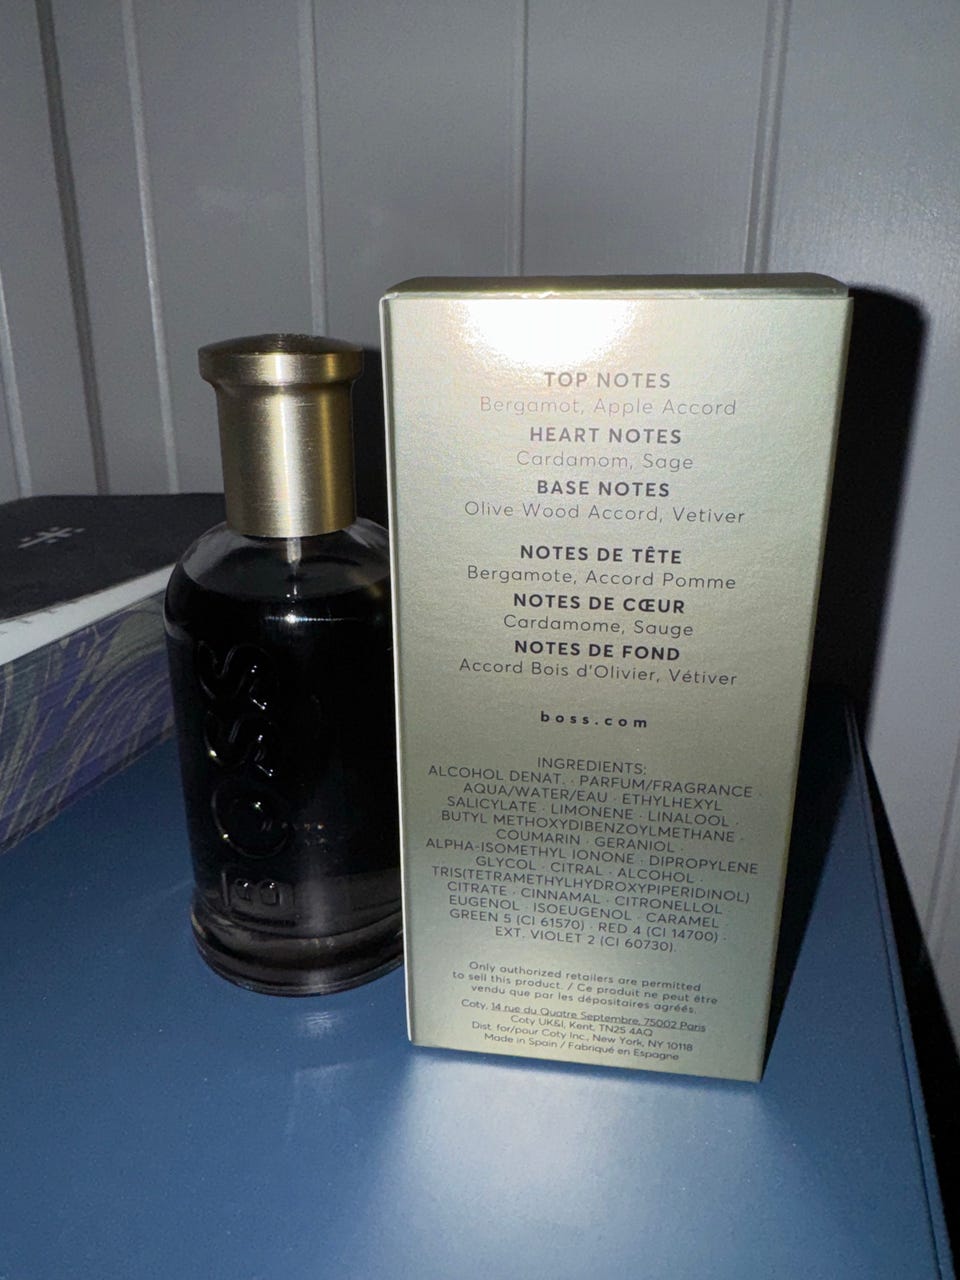 BOSS
TOP NOTES
Bergamot, Apple Accord
HEART NOTES
Cardamom, Sage
BASE NOTES
Olive Wood Accord, Vetiver
NOTES DE TÊTE
Bergamote, Accord Pomme
NOTES DE CŒUR
Cardamome, Sauge
NOTES DE FOND
Accord Bois d'Olivier, Vétiver
boss.com
INGREDIENTS:
ALCOHOL DENAT. · PARFUM/FRAGRANCE
AQUA/WATER/EAU · ETHYLHEXYL
SALICYLATE · LIMONENE · LINALOOL ·
BUTYL METHOXYDIBENZOYLMETHANE ·
COUMARIN · GERANIOL ·
ALPHA-ISOMETHYL IONONE · DIPROPYLENE
GLYCOL · CITRAL · ALCOHOL ·
TRIS(TETRAMETHYLHYDROXYPIPERIDINOL)
CITRATE · CINNAMAL · CITRONELLOL
EUGENOL · ISOEUGENOL · CARAMEL
GREEN 5 (CI 61570) · RED 4 (CI 14700) ·
EXT. VIOLET 2 (CI 60730).
Only authorized retailers are permitted
to sell this product. / Ce produit ne peut être
vendu que par les dépositaires agréés.
Coty, 14 rue du Quatre Septembre, 75002 Paris
Coty UK&I, Kent, TN25 4AQ
Dist. for/pour Coty Inc., New York, NY 10118
Made in Spain / Fabriqué en Espagne